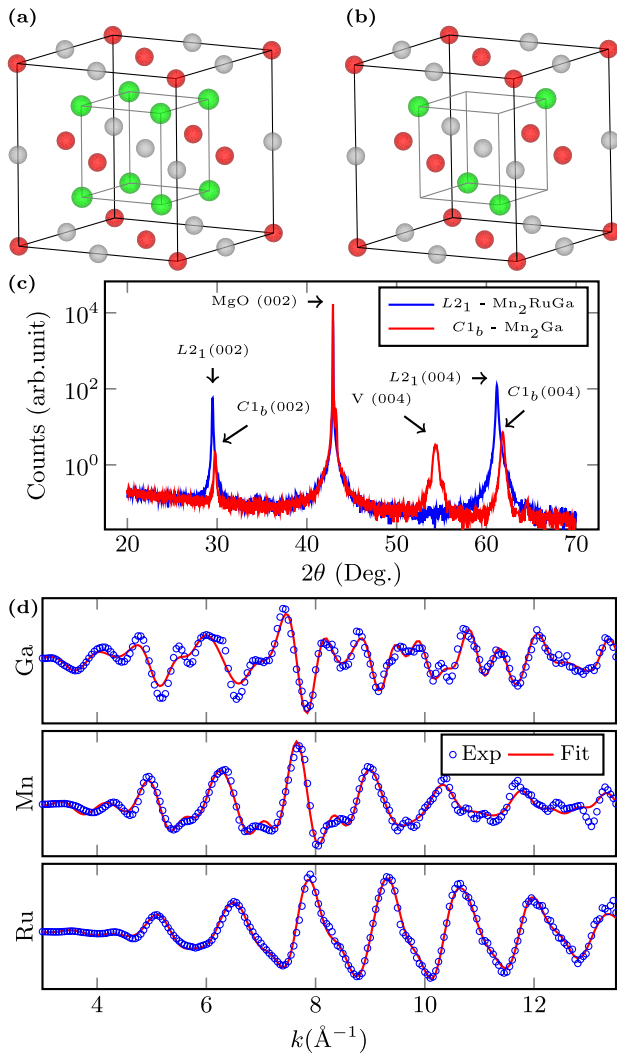 (a)
(b)
(c)
MgO (002)
L2₁ - Mn₂RuGa
C1_b - Mn₂Ga
L2₁(002)
C1_b(002)
L2₁(004)
V (004)
C1_b(004)
Counts (arb.unit)
10⁴
10²
10⁰
20 30 40 50 60 70
2θ (Deg.)
(d)
Ga
Mn
Exp Fit
Ru
4 6 8 10 12
k(Å⁻¹)